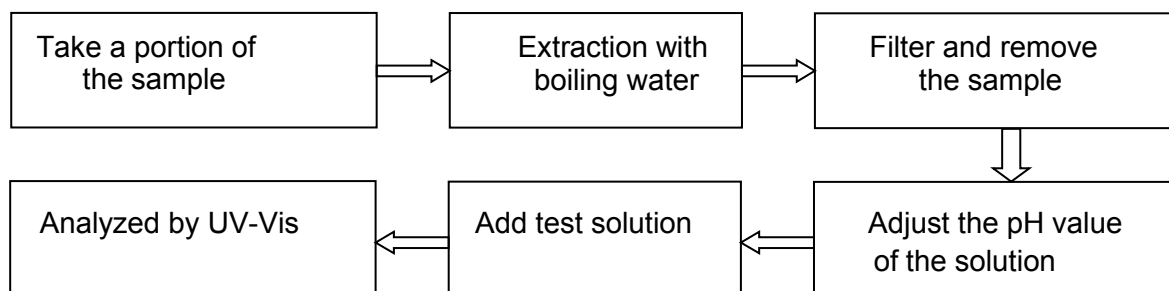 Take a portion of
the sample
Extraction with
boiling water
Filter and remove
the sample
Adjust the pH value
of the solution
Add test solution
Analyzed by UV-Vis